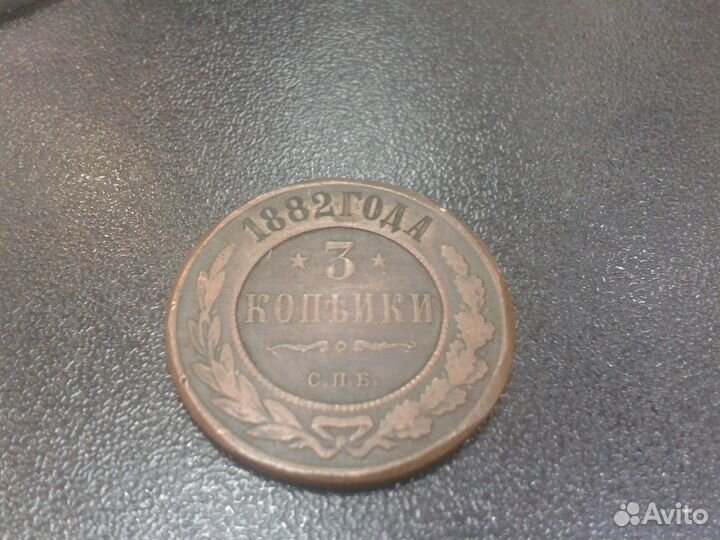 1882 ГОДА
★ 3 ★
КОПѢЙКИ
С.П.Б.
Avito